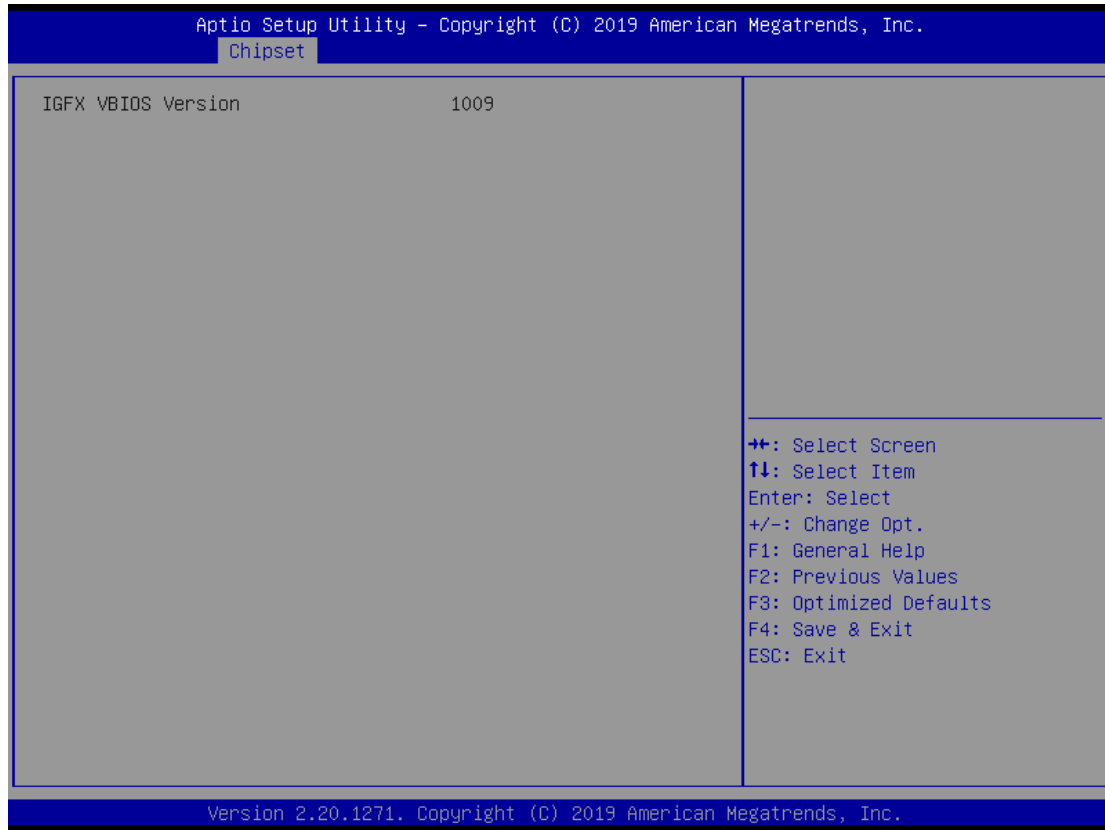 Aptio Setup Utility – Copyright (C) 2019 American Megatrends, Inc.
Chipset
IGFX VBIOS Version 1009
→←: Select Screen
↑↓: Select Item
Enter: Select
+/-: Change Opt.
F1: General Help
F2: Previous Values
F3: Optimized Defaults
F4: Save & Exit
ESC: Exit
Version 2.20.1271. Copyright (C) 2019 American Megatrends, Inc.